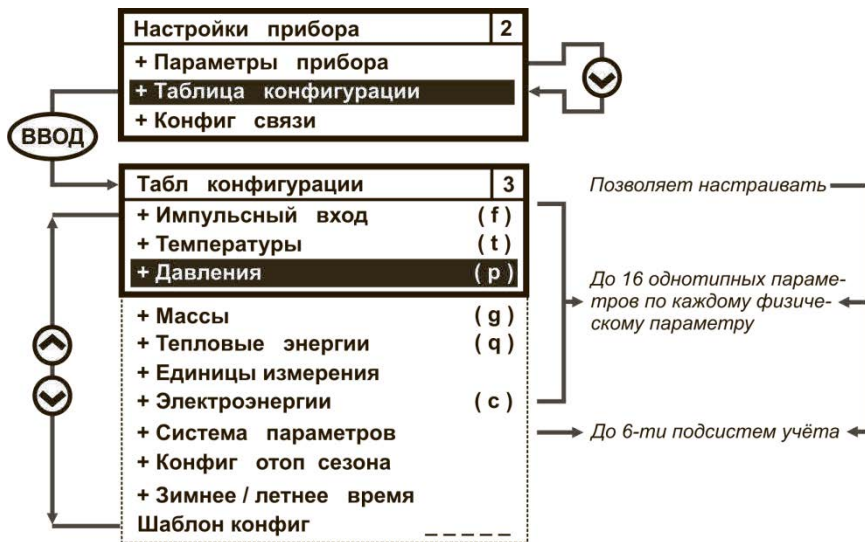 Настройки прибора 2
+ Параметры прибора
+ Таблица конфигурации
+ Конфиг связи
ВВОД
Табл конфигурации 3
+ Импульсный вход ( f )
+ Температуры ( t )
+ Давления ( p )
+ Массы ( g )
+ Тепловые энергии ( q )
+ Единицы измерения
+ Электроэнергии ( c )
+ Система параметров
+ Конфиг отоп сезона
+ Зимнее / летнее время
Шаблон конфиг _ _ _ _ _
Позволяет настраивать
До 16 однотипных параме-
тров по каждому физиче-
скому параметру
До 6-ти подсистем учёта